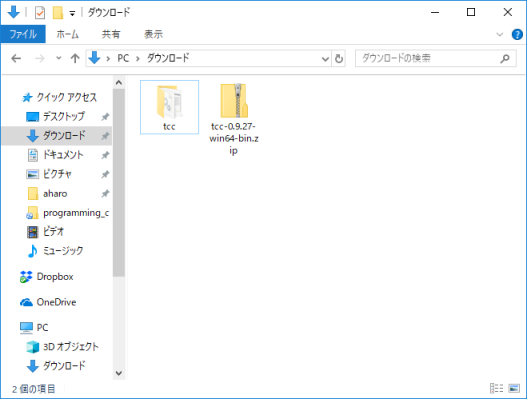 ダウンロード
ファイル ホーム 共有 表示
PC ダウンロード ダウンロードの検索
クイック アクセス
デスクトップ
ダウンロード
ドキュメント
ピクチャ
aharo
programming_c
ビデオ
ミュージック
Dropbox
OneDrive
PC
3D オブジェクト
ダウンロード
tcc
tcc-0.9.27-
win64-bin.z
ip
2 個の項目